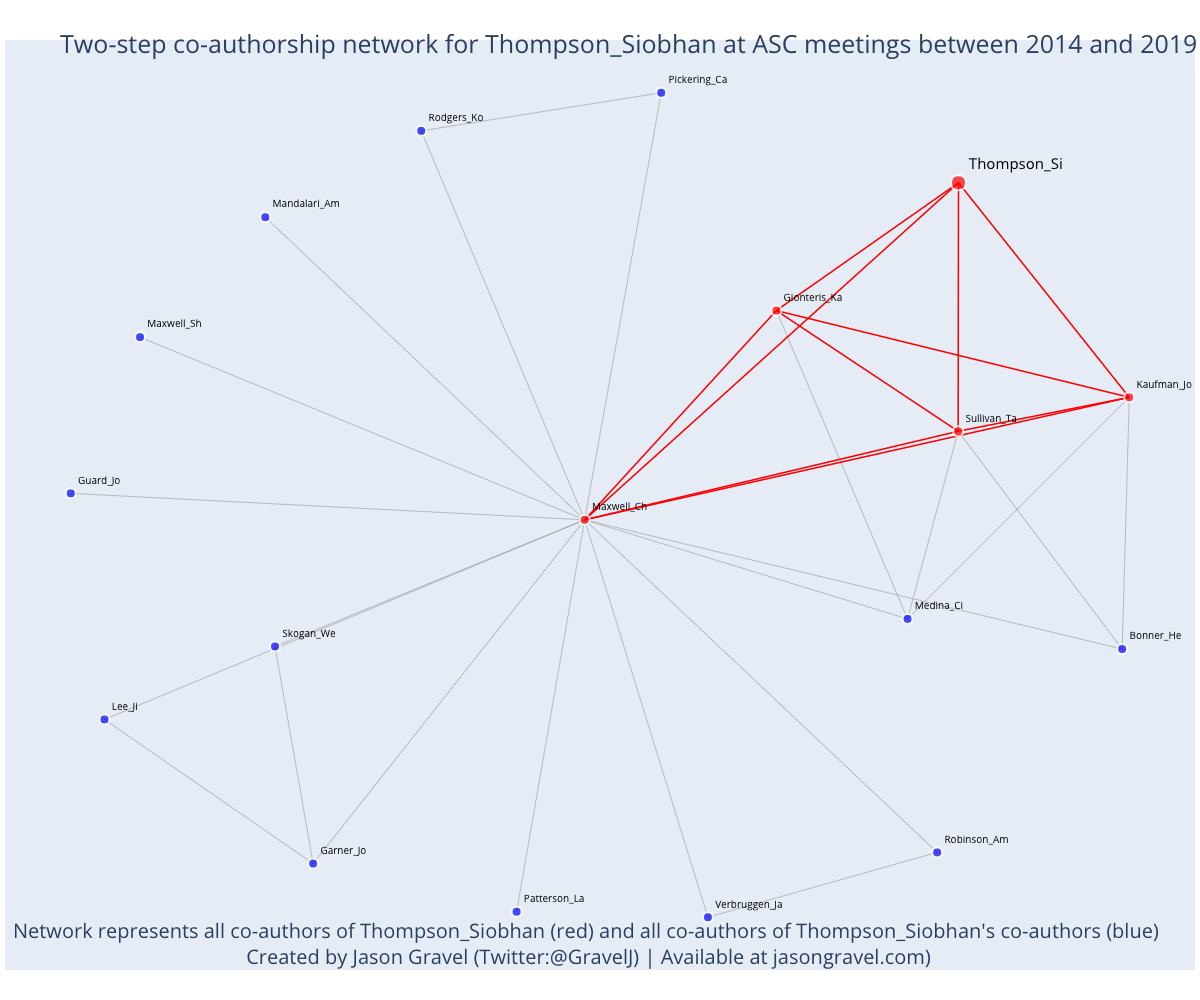 Two-step co-authorship network for Thompson_Siobhan at ASC meetings between 2014 and 2019
Pickering_Ca
Rodgers_Ko
Thompson_Si
Mandalari_Am
Gionteris_Ka
Maxwell_Sh
Kaufman_Jo
Sullivan_Ta
Guard_Jo
Maxwell_Ch
Medina_Ci
Skogan_We
Bonner_He
Lee_Ji
Robinson_Am
Garner_Jo
Patterson_La
Verbruggen_Ja
Network represents all co-authors of Thompson_Siobhan (red) and all co-authors of Thompson_Siobhan's co-authors (blue)
Created by Jason Gravel (Twitter:@GravelJ) | Available at jasongravel.com)